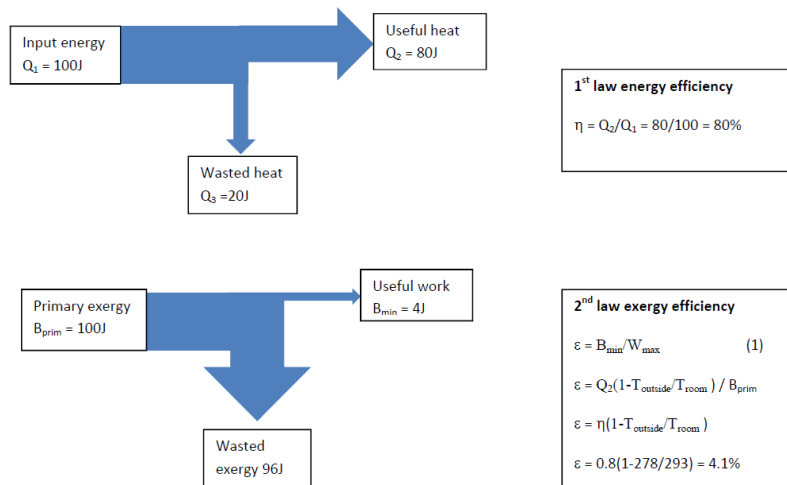 Input energy
Q₁ = 100J
Useful heat
Q₂ = 80J
Wasted heat
Q₃ =20J
1ˢᵗ law energy efficiency
η = Q₂/Q₁ = 80/100 = 80%
Primary exergy
Bₚᵣᵢₘ = 100J
Useful work
Bₘᵢₙ = 4J
Wasted
exergy 96J
2ⁿᵈ law exergy efficiency
ε = Bₘᵢₙ/Wₘₐₓ (1)
ε = Q₂(1-Toutside/Troom ) / Bprim
ε = η(1-Toutside/Troom )
ε = 0.8(1-278/293) = 4.1%